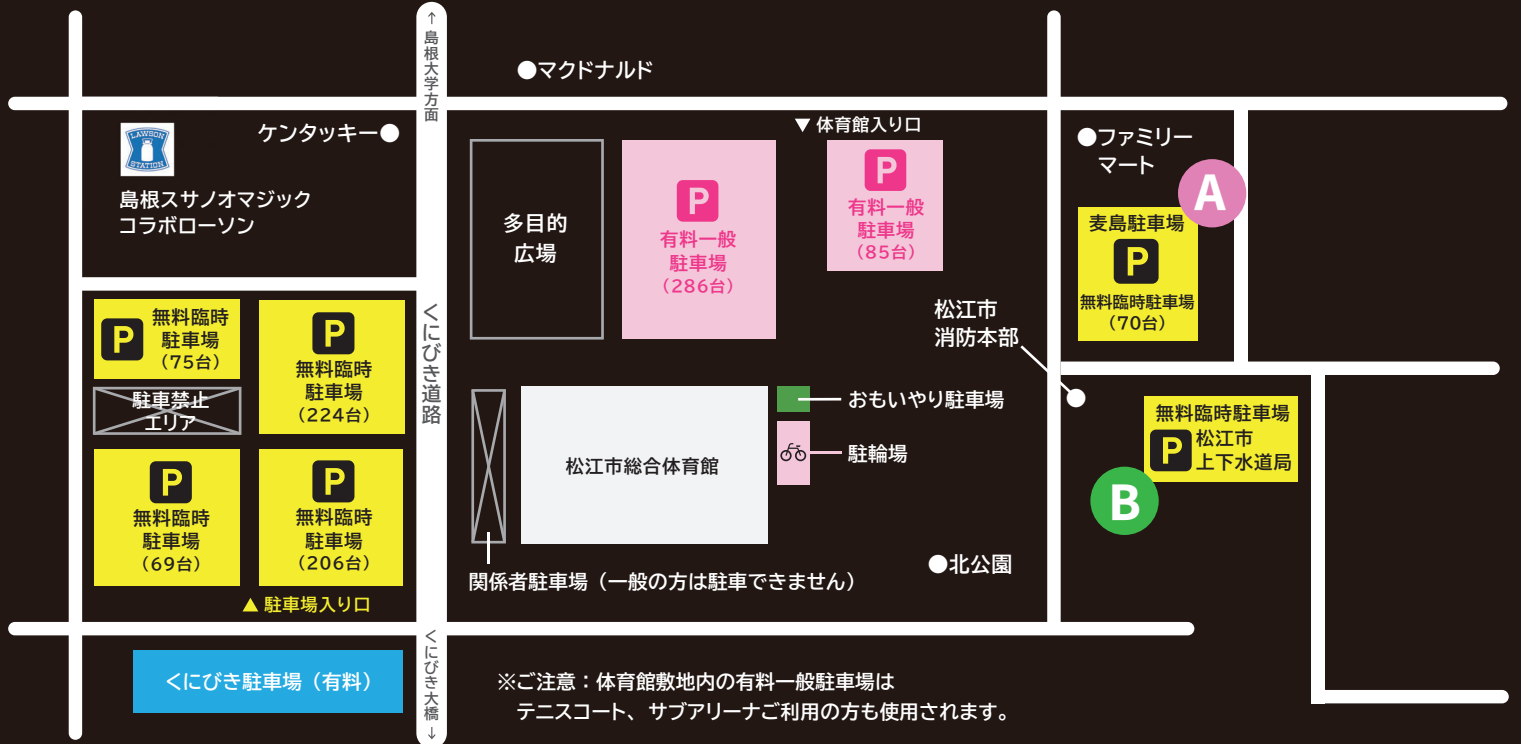 ↑島根大学方面
●マクドナルド
ケンタッキー●
LAWSON
STATION
島根スサノオマジック
コラボローソン
▼ 体育館入り口
多目的
広場
P
有料一般
駐車場
(286台)
P
有料一般
駐車場
(85台)
●ファミリー
マート
A
麦島駐車場
P
無料臨時駐車場
(70台)
くにびき道路
P
無料臨時
駐車場
(75台)
P
無料臨時
駐車場
(224台)
駐車禁止
エリア
P
無料臨時
駐車場
(69台)
P
無料臨時
駐車場
(206台)
▲ 駐車場入り口
松江市
消防本部
松江市総合体育館
おもいやり駐車場
駐輪場
無料臨時駐車場
P
松江市
上下水道局
B
●北公園
関係者駐車場（一般の方は駐車できません）
くにびき駐車場（有料）
くにびき大橋↓
※ご注意：体育館敷地内の有料一般駐車場は
テニスコート、サブアリーナご利用の方も使用されます。